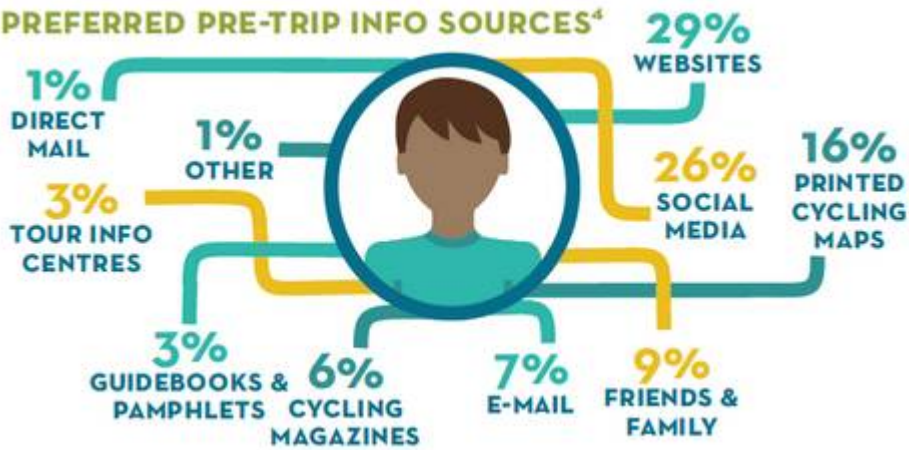 PREFERRED PRE-TRIP INFO SOURCES⁴
29%
WEBSITES
1%
DIRECT
MAIL
1%
OTHER
26%
SOCIAL
MEDIA
16%
PRINTED
CYCLING
MAPS
3%
TOUR INFO
CENTRES
3%
GUIDEBOOKS &
PAMPHLETS
6%
CYCLING
MAGAZINES
7%
E-MAIL
9%
FRIENDS &
FAMILY